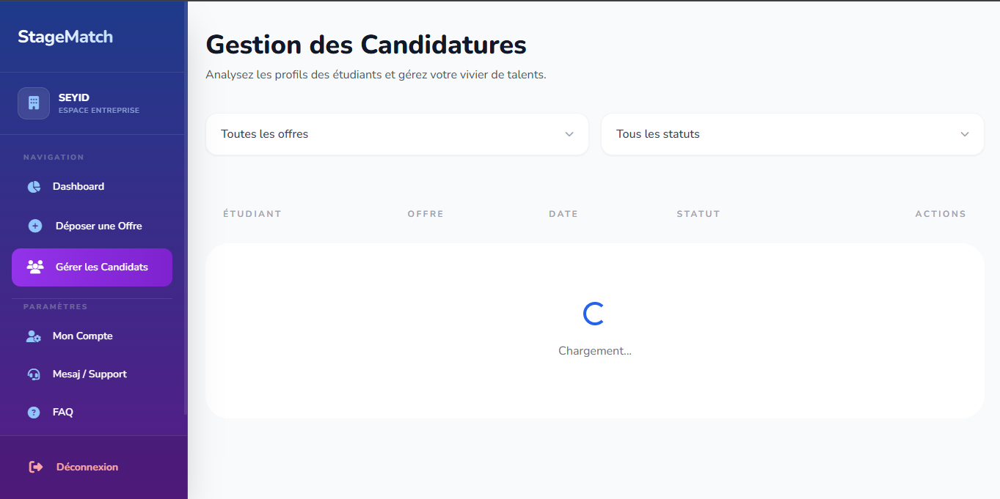 StageMatch
SEYID
ESPACE ENTREPRISE
NAVIGATION
Dashboard
Déposer une Offre
Gérer les Candidats
PARAMÈTRES
Mon Compte
Mesaj / Support
FAQ
Déconnexion
Gestion des Candidatures
Analysez les profils des étudiants et gérez votre vivier de talents.
Toutes les offres
Tous les statuts
ÉTUDIANT OFFRE DATE STATUT ACTIONS
Chargement...